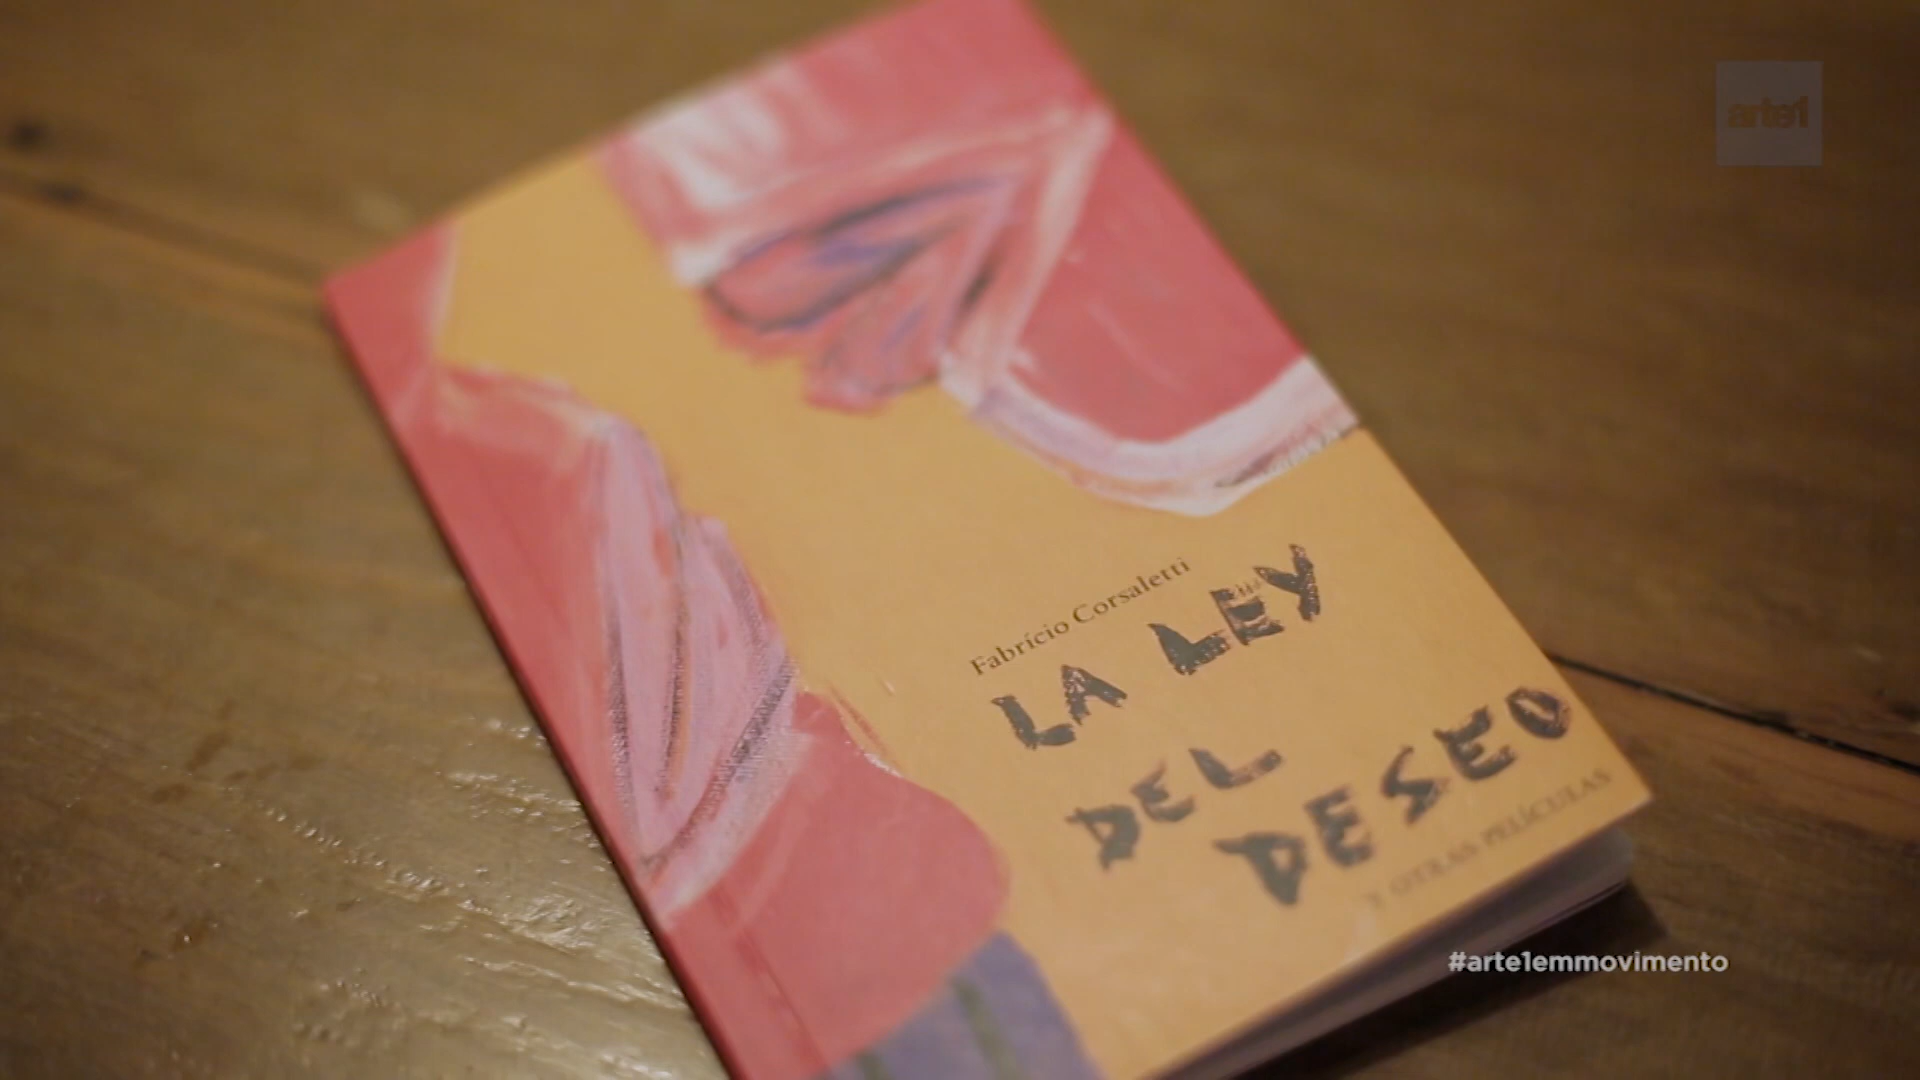 arte1
Fabrício Corsaletti
LA LEY
DEL
DESEO
Y OTRAS PELÍCULAS
#arte1emmovimento